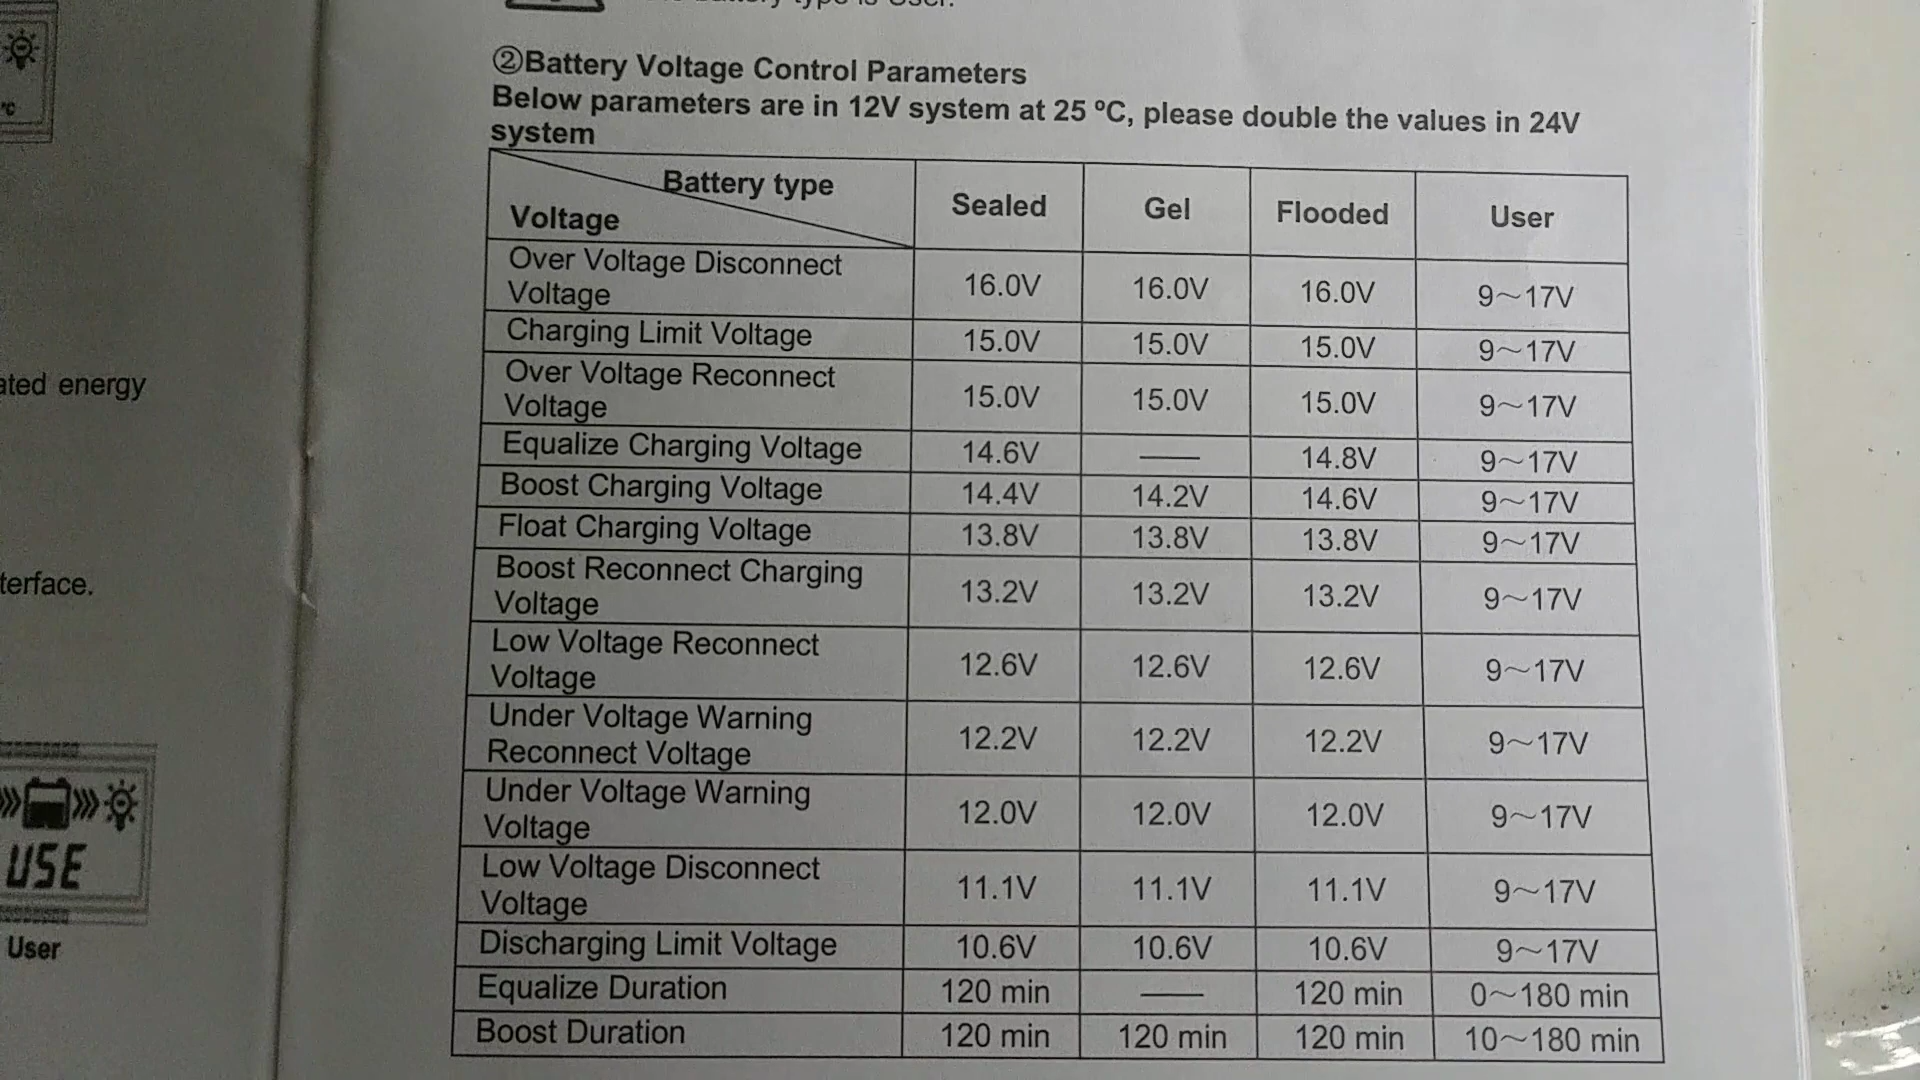 ②Battery Voltage Control Parameters
Below parameters are in 12V system at 25 ºC, please double the values in 24V
system
Battery type
Voltage
Sealed Gel Flooded User
Over Voltage Disconnect
Voltage
16.0V 16.0V 16.0V 9～17V
Charging Limit Voltage 15.0V 15.0V 15.0V 9～17V
Over Voltage Reconnect
Voltage
15.0V 15.0V 15.0V 9～17V
Equalize Charging Voltage 14.6V —— 14.8V 9～17V
Boost Charging Voltage 14.4V 14.2V 14.6V 9～17V
Float Charging Voltage 13.8V 13.8V 13.8V 9～17V
Boost Reconnect Charging
Voltage
13.2V 13.2V 13.2V 9～17V
Low Voltage Reconnect
Voltage
12.6V 12.6V 12.6V 9～17V
Under Voltage Warning
Reconnect Voltage
12.2V 12.2V 12.2V 9～17V
Under Voltage Warning
Voltage
12.0V 12.0V 12.0V 9～17V
Low Voltage Disconnect
Voltage
11.1V 11.1V 11.1V 9～17V
Discharging Limit Voltage 10.6V 10.6V 10.6V 9～17V
Equalize Duration 120 min —— 120 min 0～180 min
Boost Duration 120 min 120 min 120 min 10～180 min
°C
energy
USE
User